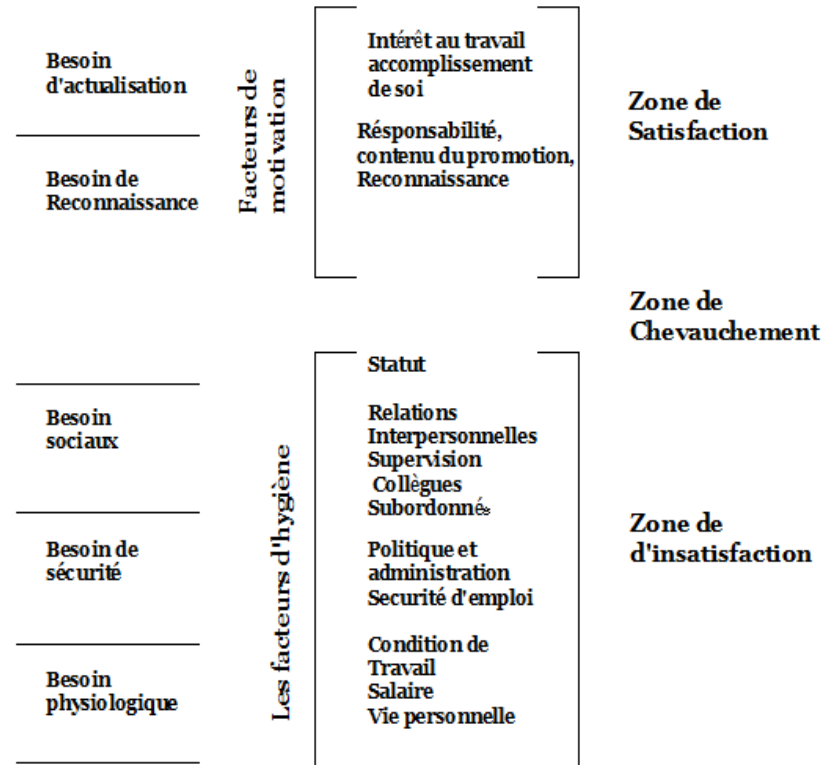 Besoin
d'actualisation
Besoin de
Reconnaissance
Facteurs de
motivation
Intérêt au travail
accomplissement
de soi
Résponsabilité,
contenu du promotion,
Reconnaissance
Zone de
Satisfaction
Zone de
Chevauchement
Besoin
sociaux
Besoin de
sécurité
Besoin
physiologique
Les facteurs d'hygiène
Statut
Relations
Interpersonnelles
Supervision
Collègues
Subordonnés
Politique et
administration
Securité d'emploi
Condition de
Travail
Salaire
Vie personnelle
Zone de
d'insatisfaction